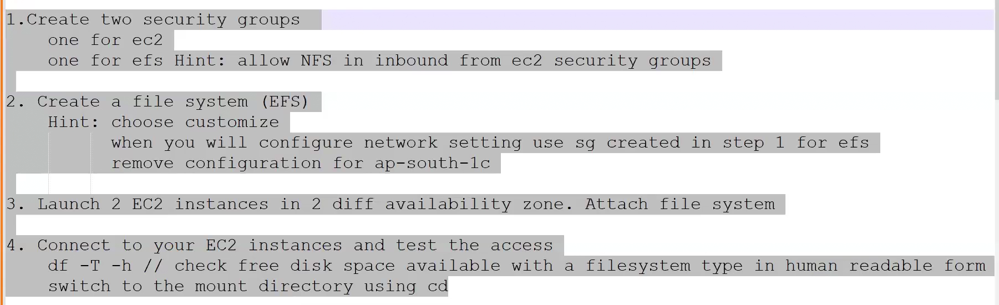 1.Create two security groups
one for ec2
one for efs Hint: allow NFS in inbound from ec2 security groups
2. Create a file system (EFS)
Hint: choose customize
when you will configure network setting use sg created in step 1 for efs
remove configuration for ap-south-1c
3. Launch 2 EC2 instances in 2 diff availability zone. Attach file system
4. Connect to your EC2 instances and test the access
df -T -h // check free disk space available with a filesystem type in human readable form
switch to the mount directory using cd